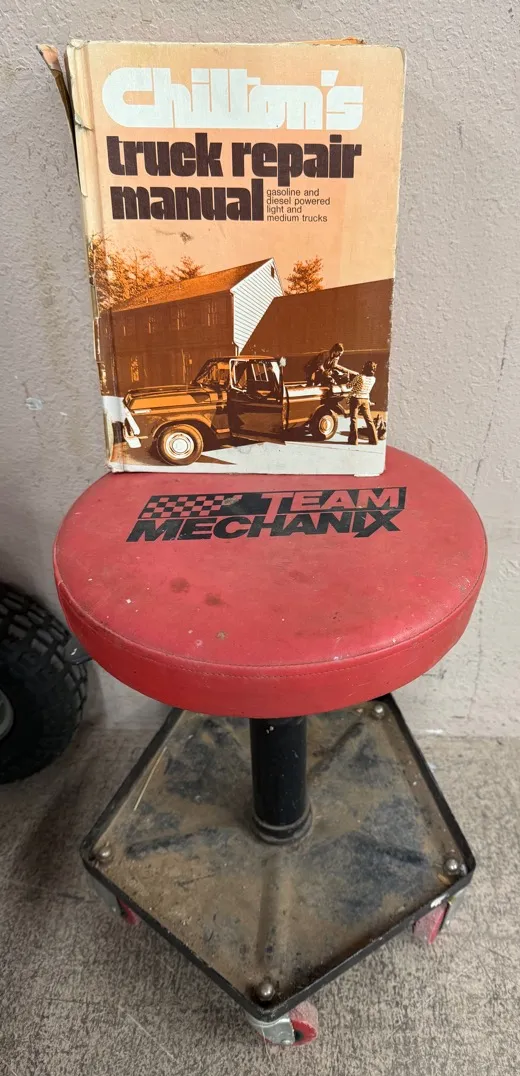 Chilton's
truck repair
manual
gasoline and
diesel powered
light and
medium trucks
TEAM
MECHANIX